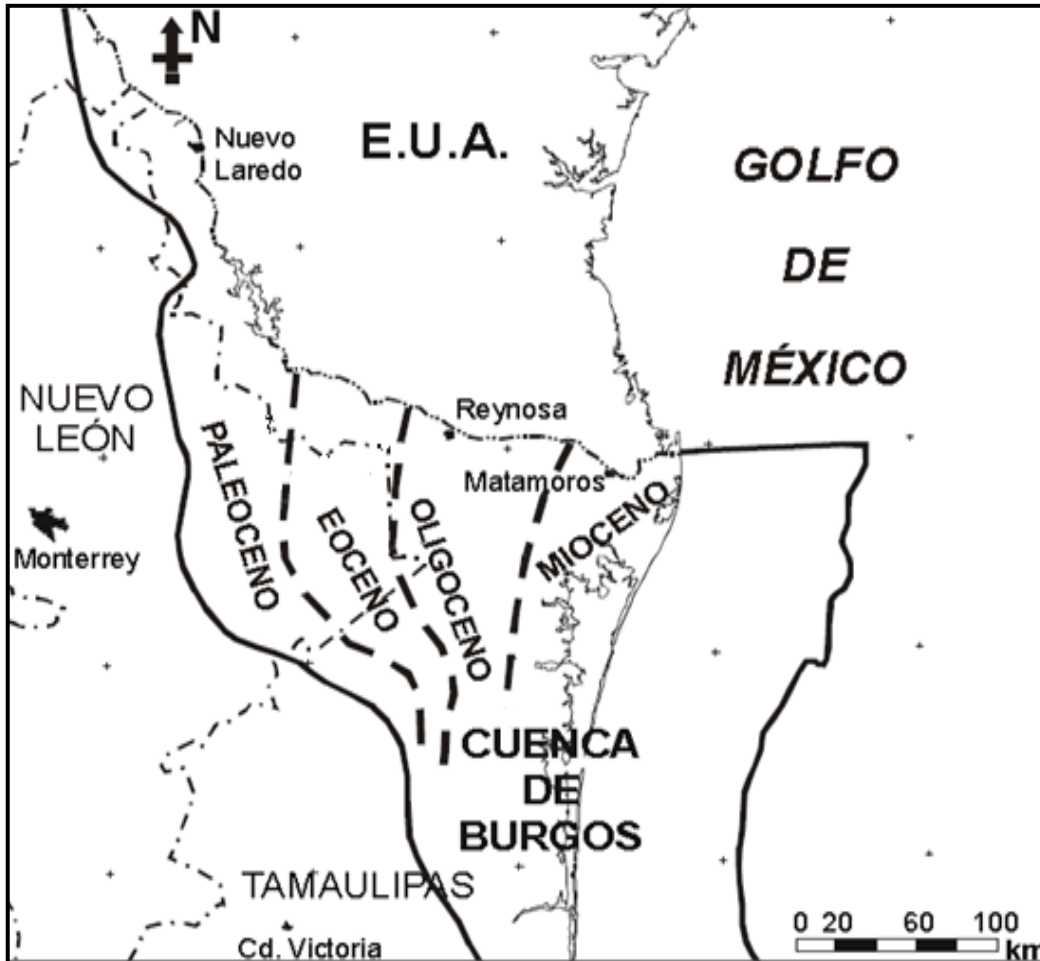 N
Nuevo
Laredo
E.U.A.
GOLFO
DE
MÉXICO
NUEVO
LEÓN
Reynosa
PALEOCENO
EOCENO
OLIGOCENO
Matamoros
MIOCENO
Monterrey
CUENCA
DE
BURGOS
TAMAULIPAS
Cd. Victoria
0 20 60 100
km